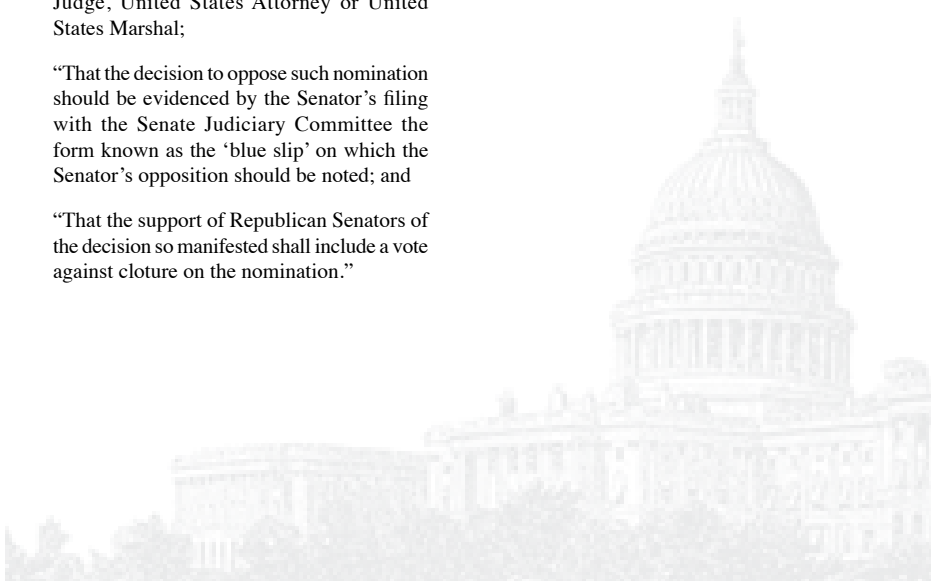 Judge, United States Attorney or United
States Marshal;
“That the decision to oppose such nomination
should be evidenced by the Senator’s filing
with the Senate Judiciary Committee the
form known as the ‘blue slip’ on which the
Senator’s opposition should be noted; and
“That the support of Republican Senators of
the decision so manifested shall include a vote
against cloture on the nomination.”